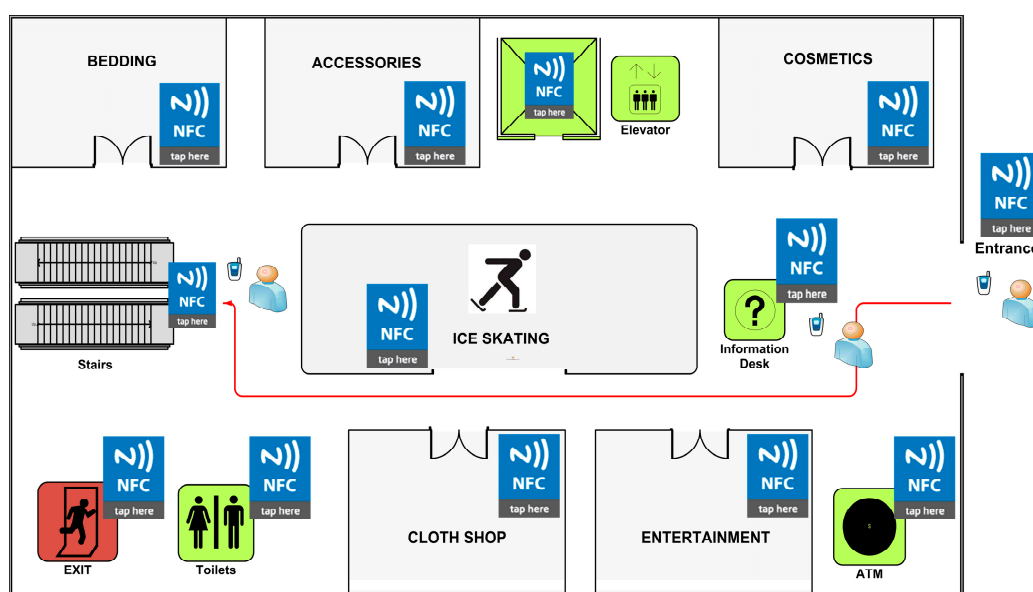 BEDDING
NFC
tap here
ACCESSORIES
NFC
tap here
NFC
tap here
Elevator
COSMETICS
NFC
tap here
NFC
tap here
Entrance
NFC
tap here
Stairs
NFC
tap here
ICE SKATING
NFC
tap here
?
Information
Desk
NFC
tap here
EXIT
NFC
tap here
Toilets
NFC
tap here
CLOTH SHOP
NFC
tap here
ENTERTAINMENT
NFC
tap here
S
ATM